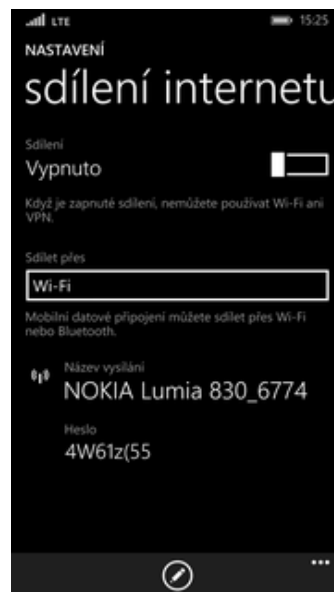 LTE 15:25
NASTAVENÍ
sdílení internetu
Sdílení
Vypnuto
Když je zapnuté sdílení, nemůžete používat Wi-Fi ani
VPN.
Sdílet přes
Wi-Fi
Mobilní datové připojení můžete sdílet přes Wi-Fi
nebo Bluetooth.
Název vysílání
NOKIA Lumia 830_6774
Heslo
4W61z(55